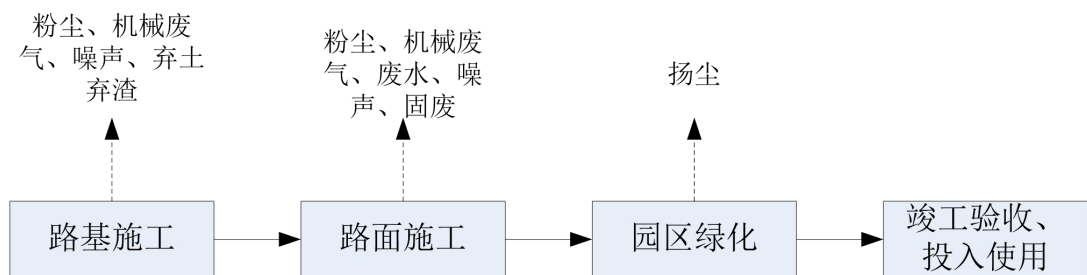 粉尘、机械废
气、噪声、弃土
弃渣
粉尘、机械废
气、废水、噪
声、固废
扬尘
路基施工
路面施工
园区绿化
竣工验收、
投入使用